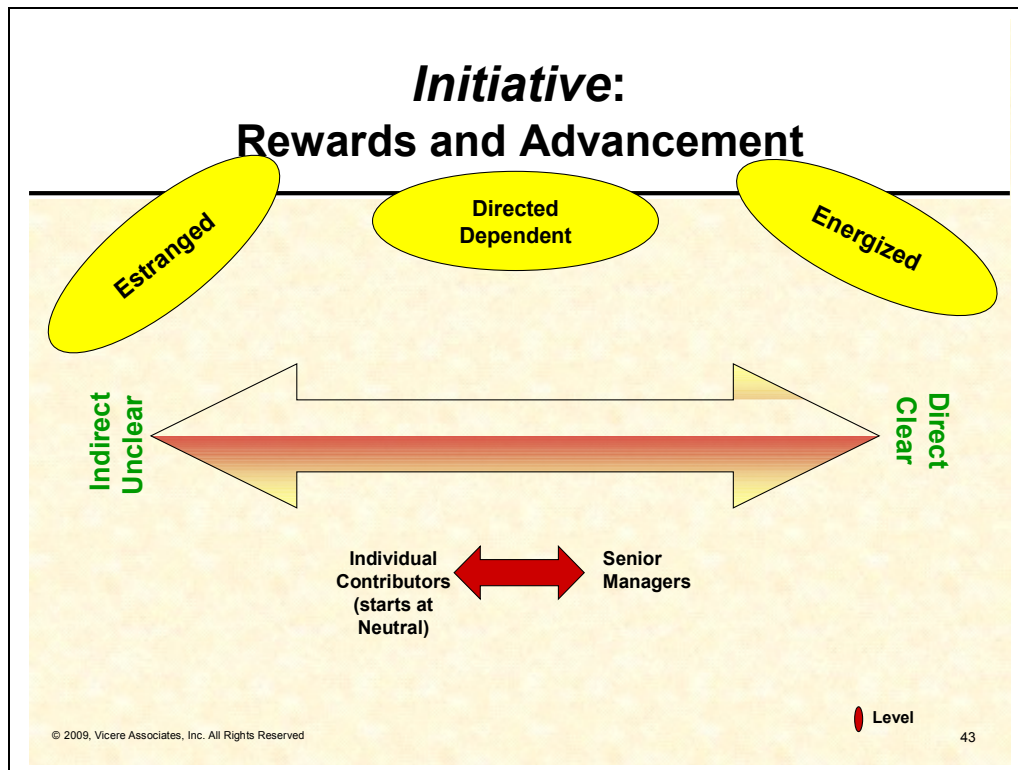 Initiative:
Rewards and Advancement
Estranged
Directed
Dependent
Energized
Indirect
Unclear
Direct
Clear
Individual
Contributors
(starts at
Neutral)
Senior
Managers
Level
© 2009, Vicere Associates, Inc. All Rights Reserved
43